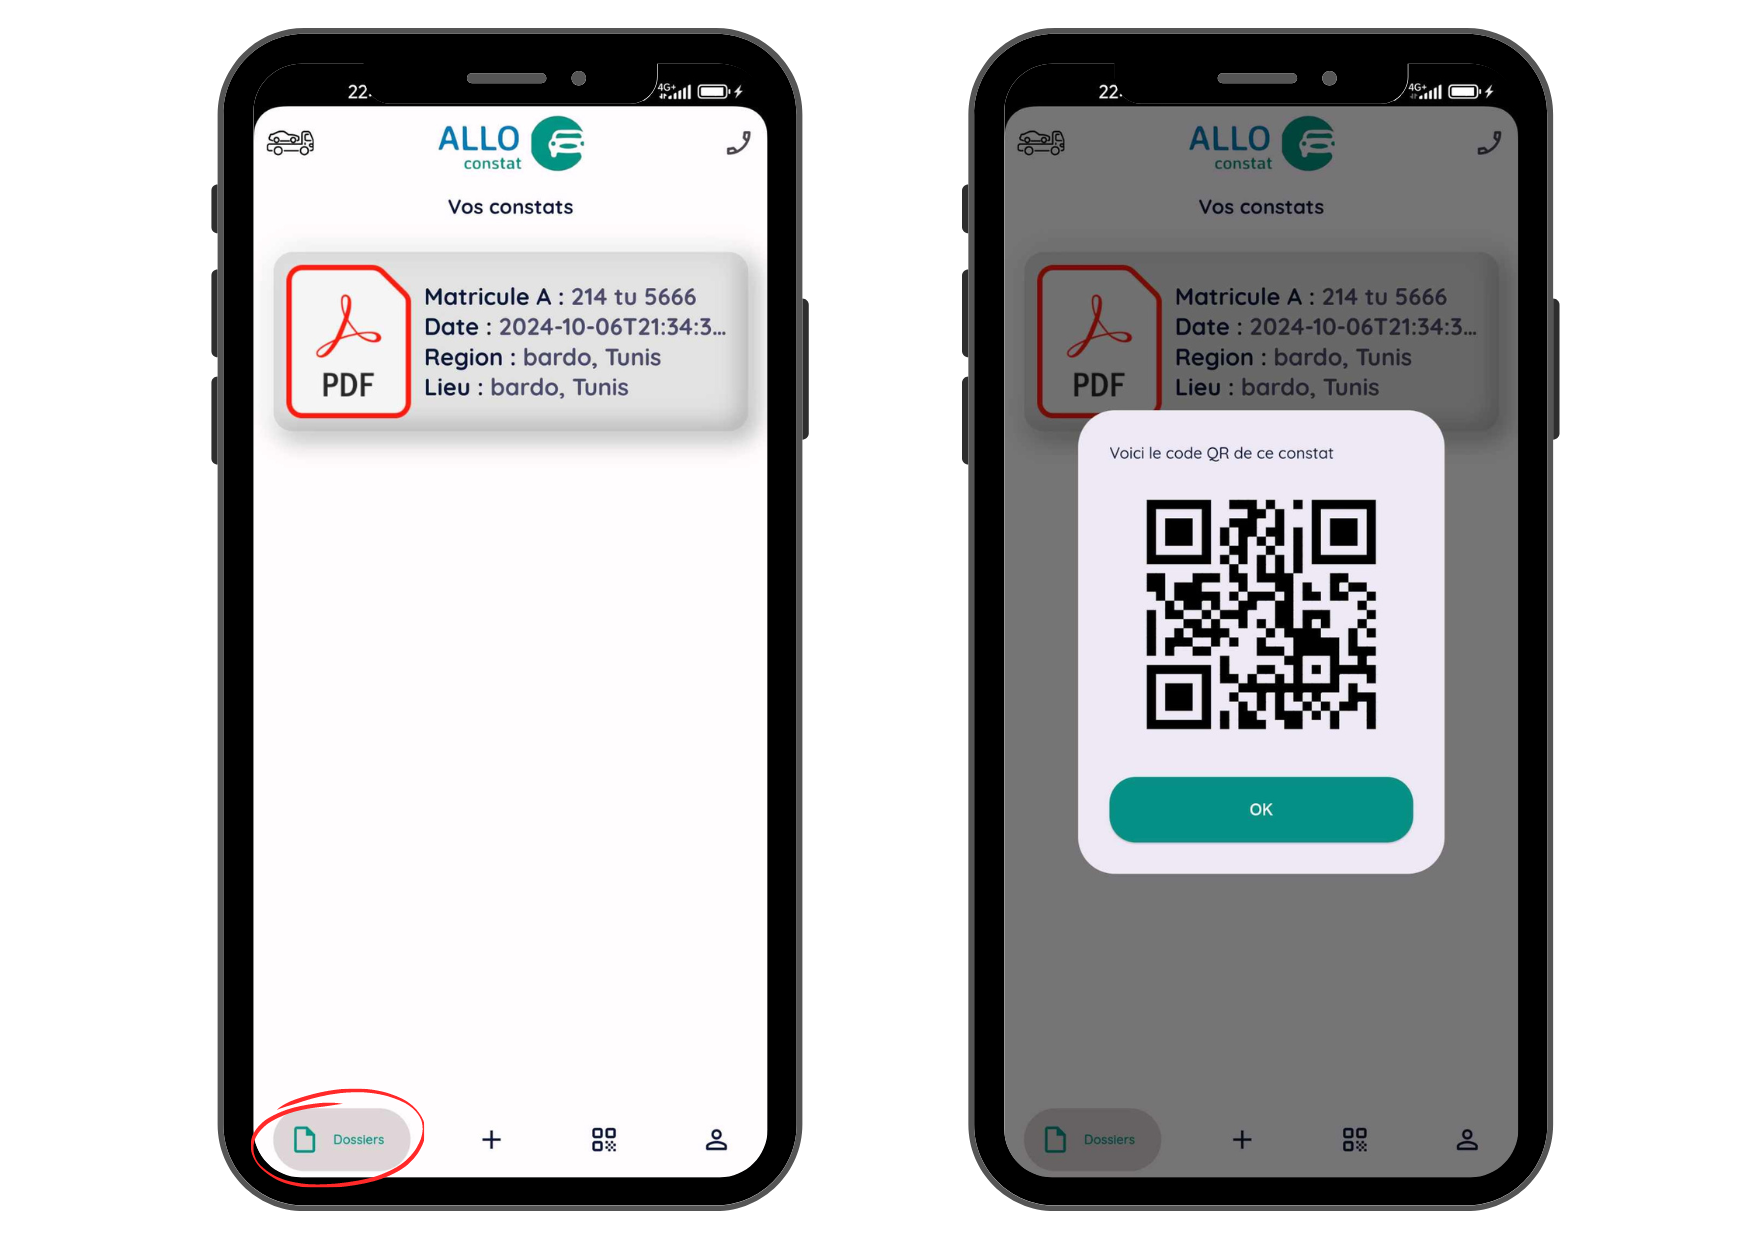 22.
4G+
ALLO
constat
Vos constats
PDF
Matricule A : 214 tu 5666
Date : 2024-10-06T21:34:3...
Region : bardo, Tunis
Lieu : bardo, Tunis
Dossiers
22.
4G+
ALLO
constat
Vos constats
PDF
Matricule A : 214 tu 5666
Date : 2024-10-06T21:34:3...
Region : bardo, Tunis
Lieu : bardo, Tunis
Voici le code QR de ce constat
OK
Dossiers